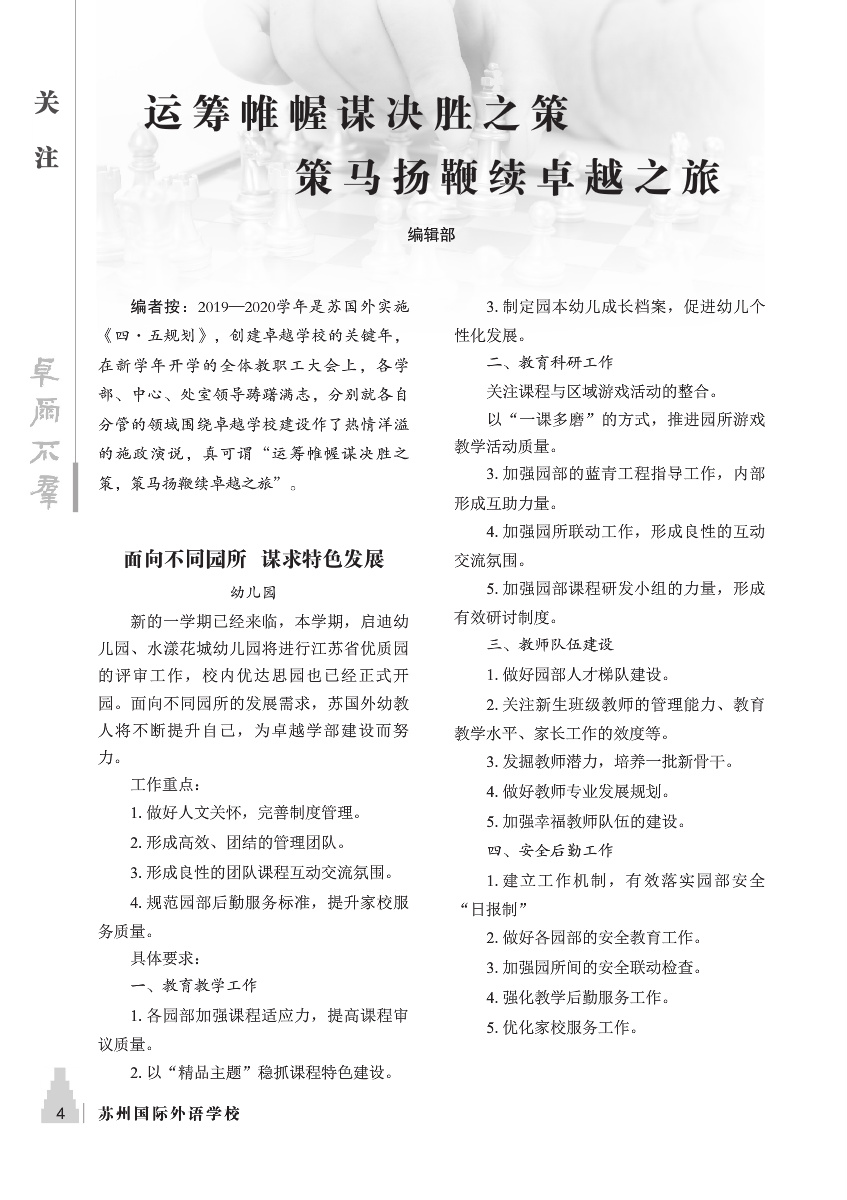 关
注
运筹帷幄谋决胜之策
策马扬鞭续卓越之旅
编辑部
卓
尔
不
群
编者按：2019—2020学年是苏国外实施
《四·五规划》，创建卓越学校的关键年，
在新学年开学的全体教职工大会上，各学
部、中心、处室领导踌躇满志，分别就各自
分管的领域围绕卓越学校建设作了热情洋溢
的施政演说，真可谓“运筹帷幄谋决胜之
策，策马扬鞭续卓越之旅”。
面向不同园所 谋求特色发展
幼儿园
新的一学期已经来临，本学期，启迪幼
儿园、水漾花城幼儿园将进行江苏省优质园
的评审工作，校内优达思园也已经正式开
园。面向不同园所的发展需求，苏国外幼教
人将不断提升自己，为卓越学部建设而努
力。
工作重点：
1. 做好人文关怀，完善制度管理。
2. 形成高效、团结的管理团队。
3. 形成良性的团队课程互动交流氛围。
4. 规范园部后勤服务标准，提升家校服
务质量。
具体要求：
一、教育教学工作
1. 各园部加强课程适应力，提高课程审
议质量。
2. 以“精品主题”稳抓课程特色建设。
3. 制定园本幼儿成长档案，促进幼儿个
性化发展。
二、教育科研工作
关注课程与区域游戏活动的整合。
以“一课多磨”的方式，推进园所游戏
教学活动质量。
3. 加强园部的蓝青工程指导工作，内部
形成互助力量。
4. 加强园所联动工作，形成良性的互动
交流氛围。
5. 加强园部课程研发小组的力量，形成
有效研讨制度。
三、教师队伍建设
1. 做好园部人才梯队建设。
2. 关注新生班级教师的管理能力、教育
教学水平、家长工作的效度等。
3. 发掘教师潜力，培养一批新骨干。
4. 做好教师专业发展规划。
5. 加强幸福教师队伍的建设。
四、安全后勤工作
1. 建立工作机制，有效落实园部安全
“日报制”
2. 做好各园部的安全教育工作。
3. 加强园所间的安全联动检查。
4. 强化教学后勤服务工作。
5. 优化家校服务工作。
4
苏州国际外语学校